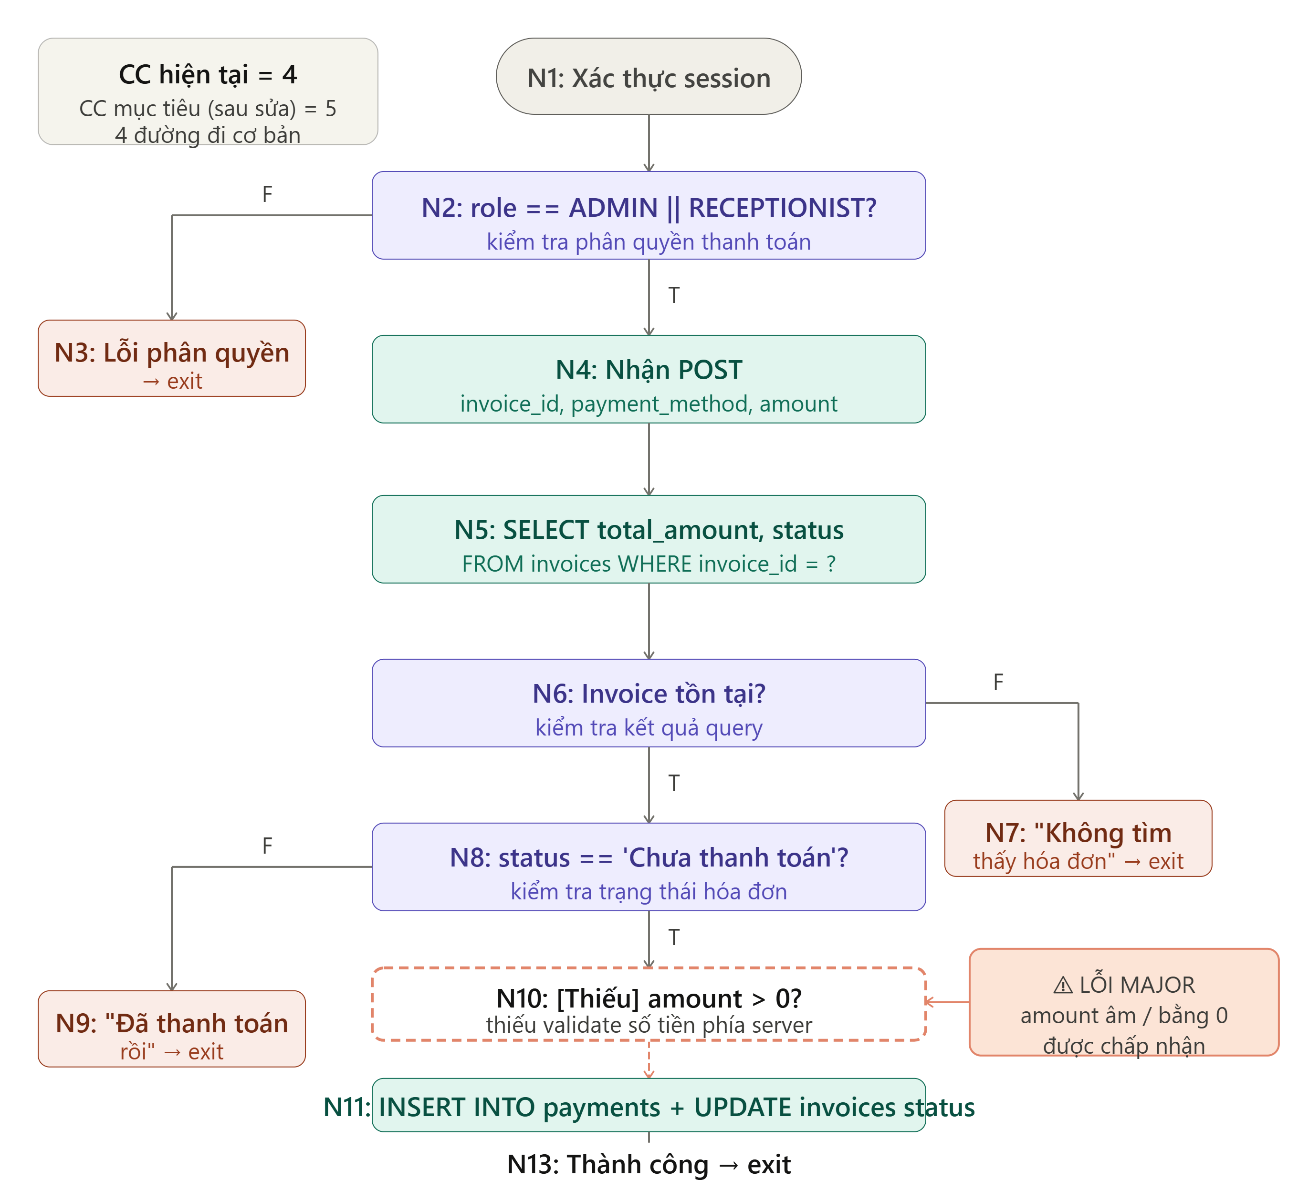 CC hiện tại = 4
CC mục tiêu (sau sửa) = 5
4 đường đi cơ bản
N1: Xác thực session
F
N2: role == ADMIN || RECEPTIONIST?
kiểm tra phân quyền thanh toán
T
N3: Lỗi phân quyền
→ exit
N4: Nhận POST
invoice_id, payment_method, amount
N5: SELECT total_amount, status
FROM invoices WHERE invoice_id = ?
N6: Invoice tồn tại?
kiểm tra kết quả query
F
T
N7: "Không tìm
thấy hóa đơn" → exit
F
N8: status == 'Chưa thanh toán'?
kiểm tra trạng thái hóa đơn
T
N9: "Đã thanh toán
rồi" → exit
N10: [Thiếu] amount > 0?
thiếu validate số tiền phía server
⚠ LỖI MAJOR
amount âm / bằng 0
được chấp nhận
N11: INSERT INTO payments + UPDATE invoices status
N13: Thành công → exit